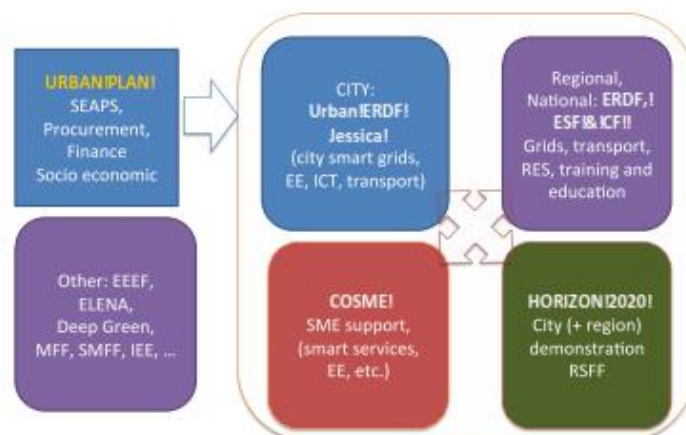 URBAN!PLAN!
SEAPS,
Procurement,
Finance
Socio economic
CITY:
Urban!ERDF!
Jessica!
(city smart grids,
EE, ICT, transport)
Regional,
National: ERDF,!
ESF!&!CF!!
Grids, transport,
RES, training and
education
Other: EEEF,
ELENA,
Deep Green,
MFF, SMFF, IEE, ...
COSME!
SME support,
(smart services,
EE, etc.)
HORIZON!2020!
City (+ region)
demonstration
RSFF